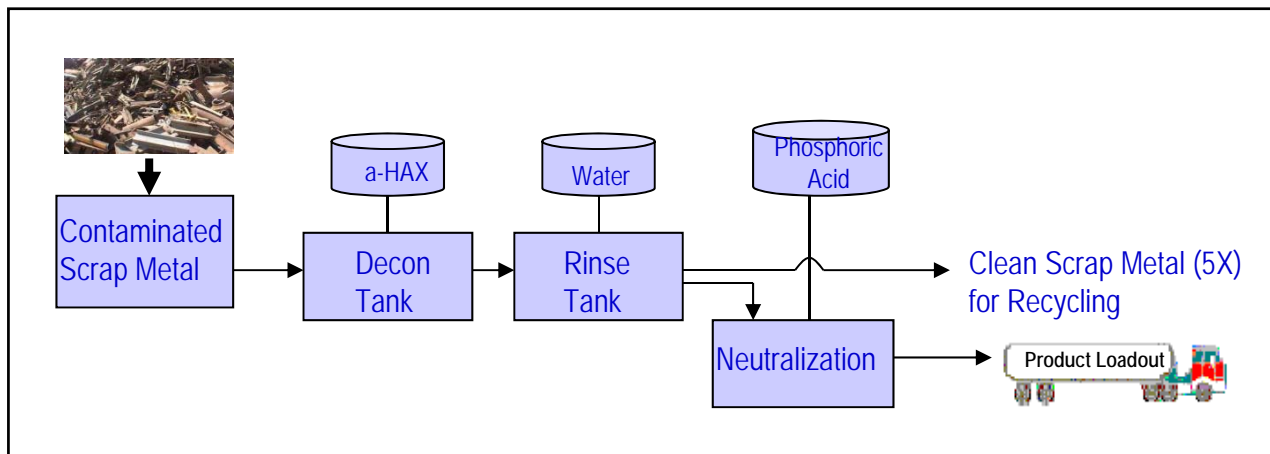 a-HAX
Water
Phosphoric
Acid
Contaminated
Scrap Metal
Decon
Tank
Rinse
Tank
Clean Scrap Metal (5X)
for Recycling
Neutralization
Product Loadout